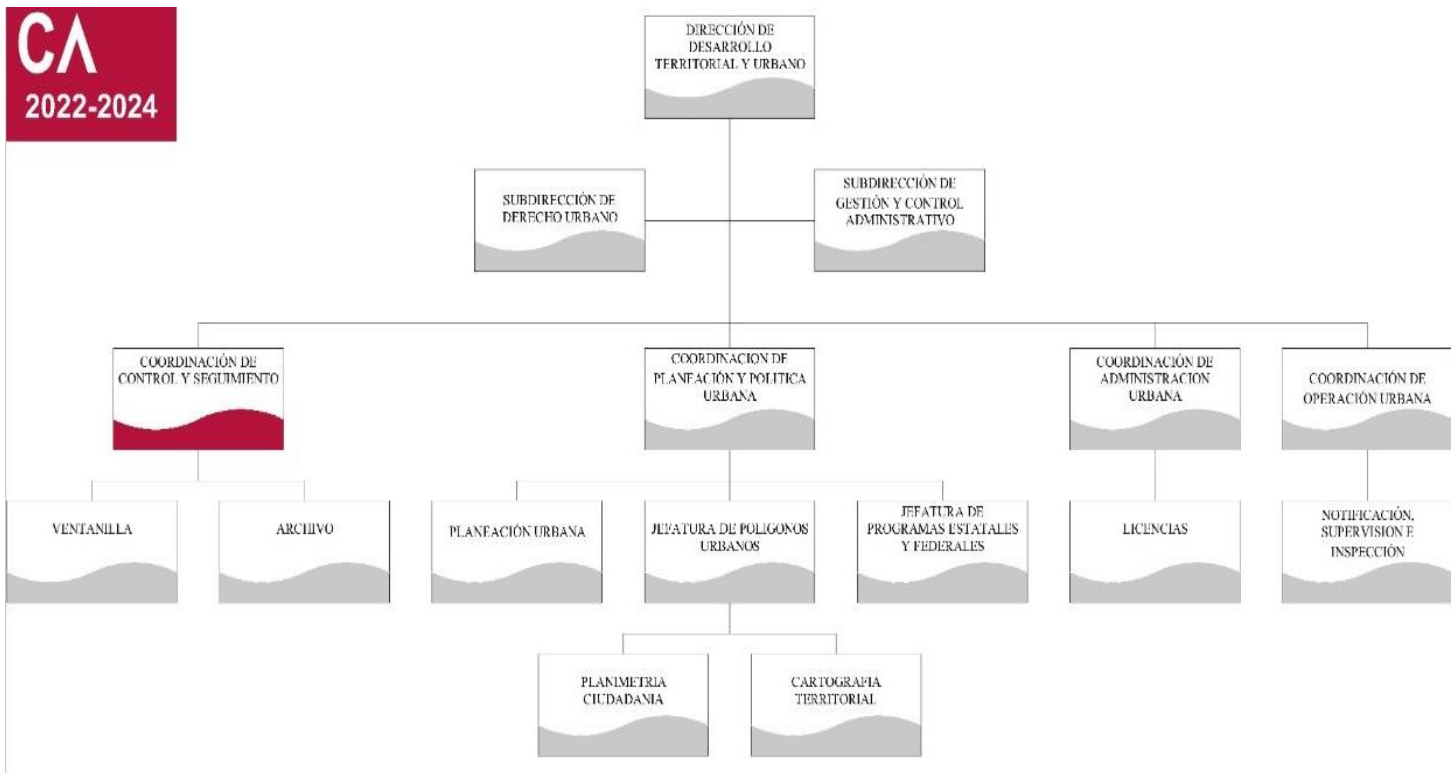 CA
2022-2024
DIRECCIÓN DE
DESARROLLO
TERRITORIAL Y URBANO
SUBDIRECCIÓN DE
DERECHO URBANO
SUBDIRECCIÓN DE
GESTIÓN Y CONTROL
ADMINISTRATIVO
COORDINACIÓN DE
CONTROL Y SEGUIMIENTO
COORDINACION DE
PLANEACIÓN Y POLITICA
URBANA
COORDINACIÓN DE
ADMINISTRACION
URBANA
COORDINACIÓN DE
OPERACIÓN URBANA
VENTANILLA
ARCHIVO
PLANEACIÓN URBANA
JEFATURA DE POLIGONOS
URBANOS
JEFATURA DE
PROGRAMAS ESTATALES
Y FEDERALES
LICENCIAS
NOTIFICACIÓN,
SUPERVISION E
INSPECCIÓN
PLANIMETRIA
CIUDADANIA
CARTOGRAFIA
TERRITORIAL